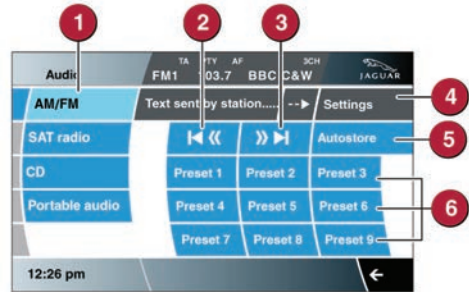 1 2 3
TA PTY AF 3CH
Audio FM1 103.7 BBC C&W JAGUAR
AM/FM Text sent by station..... Settings 4
SAT radio Autostore 5
CD Preset 1 Preset 2 Preset 3
Portable audio Preset 4 Preset 5 Preset 6 6
Preset 7 Preset 8 Preset 9
12:26 pm